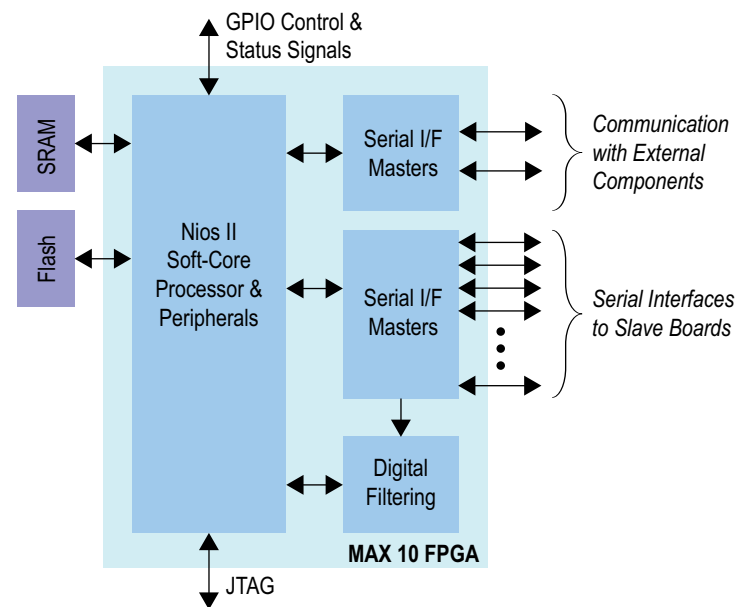 GPIO Control &
Status Signals
SRAM
Flash
Nios II
Soft-Core
Processor &
Peripherals
Serial I/F
Masters
Communication
with External
Components
Serial I/F
Masters
Serial Interfaces
to Slave Boards
Digital
Filtering
MAX 10 FPGA
JTAG